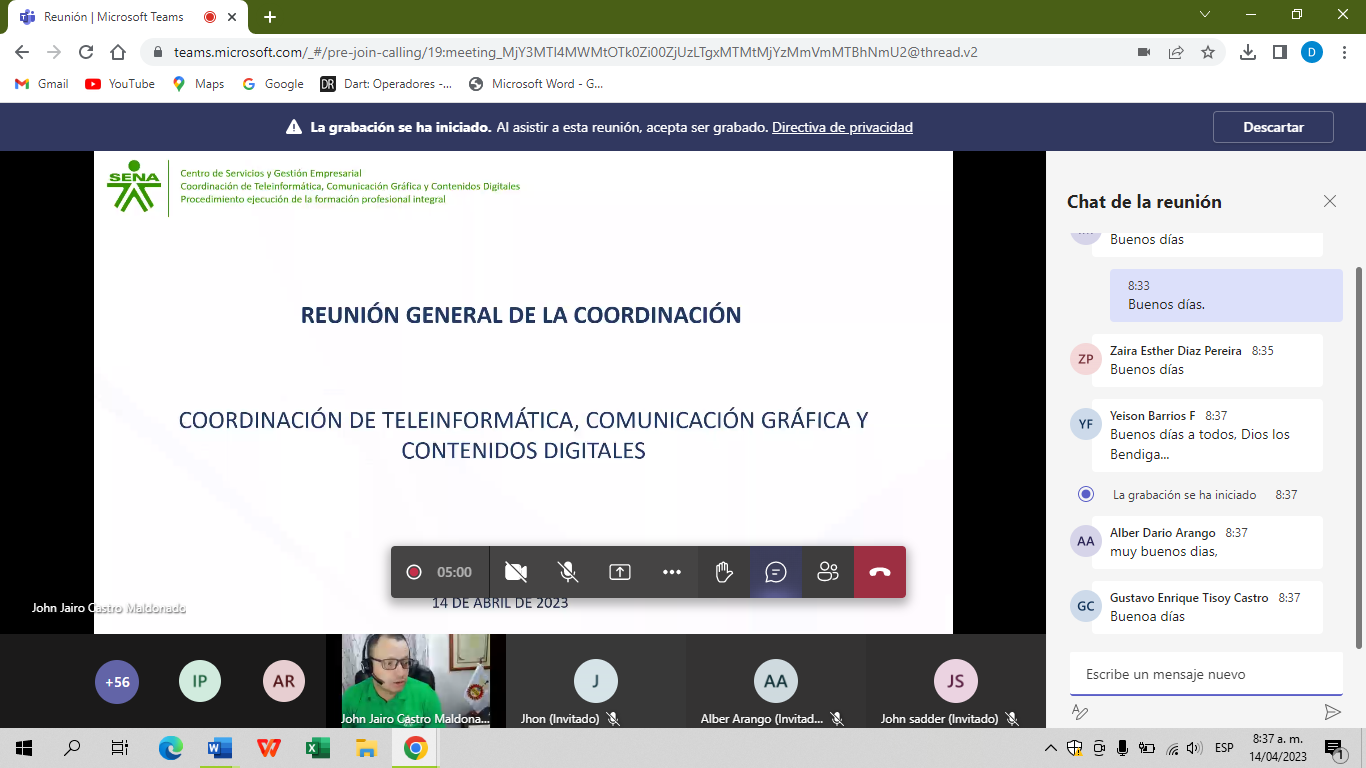 Reunión | Microsoft Teams
teams.microsoft.com/_#/pre-join-calling/19:meeting_MjY3MTI4MWMtOTk0Zi00ZjUzLTgxMTMtMjYzMmVmMTBhNmU2@thread.v2
D
Gmail
YouTube
Maps
Google
DR Dart: Operadores -...
Microsoft Word - G...
La grabación se ha iniciado. Al asistir a esta reunión, acepta ser grabado. Directiva de privacidad
Descartar
SENA
Centro de Servicios y Gestión Empresarial
Coordinación de Teleinformática, Comunicación Gráfica y Contenidos Digitales
Procedimiento ejecución de la formación profesional integral
REUNIÓN GENERAL DE LA COORDINACIÓN
COORDINACIÓN DE TELEINFORMÁTICA, COMUNICACIÓN GRÁFICA Y
CONTENIDOS DIGITALES
05:00
14 DE ABRIL DE 2023
John Jairo Castro Maldonado
+56
IP
AR
John Jairo Castro Maldona...
J
Jhon (Invitado)
AA
Alber Arango (Invitad...
JS
John sadder (Invitado)
Chat de la reunión
Buenos días
8:33
Buenos días.
ZP
Zaira Esther Diaz Pereira 8:35
Buenos días
YF
Yeison Barrios F 8:37
Buenos días a todos, Dios los
Bendiga...
La grabación se ha iniciado 8:37
AA
Alber Dario Arango 8:37
muy buenos dias,
GC
Gustavo Enrique Tisoy Castro 8:37
Buenoa días
Escribe un mensaje nuevo
ESP
8:37 a. m.
14/04/2023
1